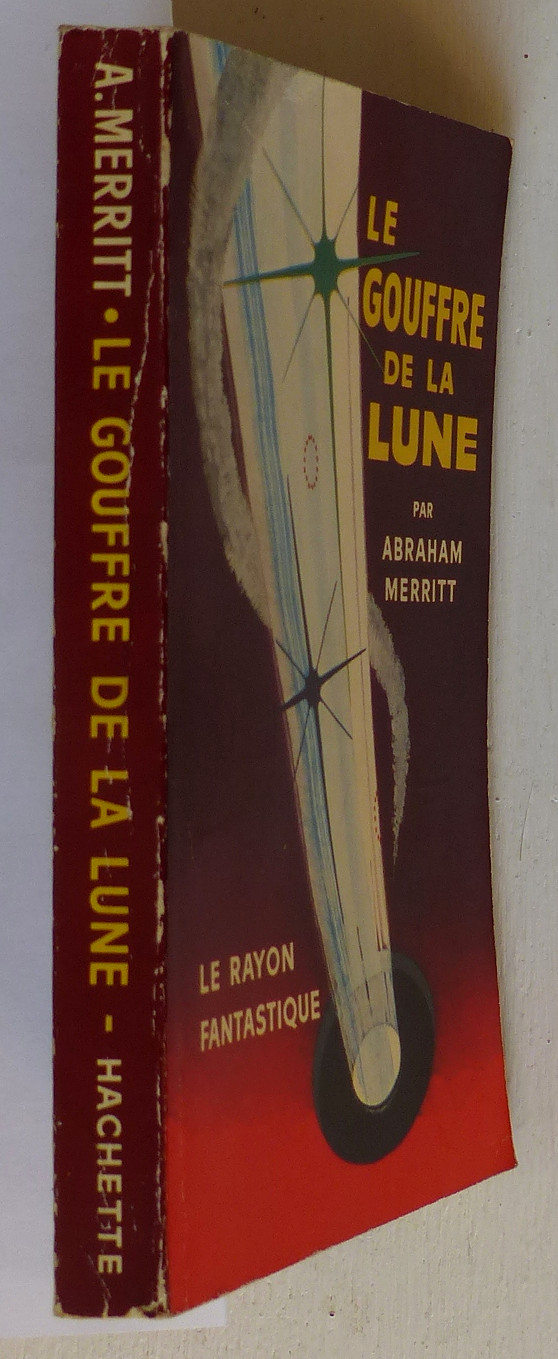 A. MERRITT • LE GOUFFRE DE LA LUNE - HACHETTE
LE
GOUFFRE
DE LA
LUNE
PAR
ABRAHAM
MERRITT
LE RAYON
FANTASTIQUE